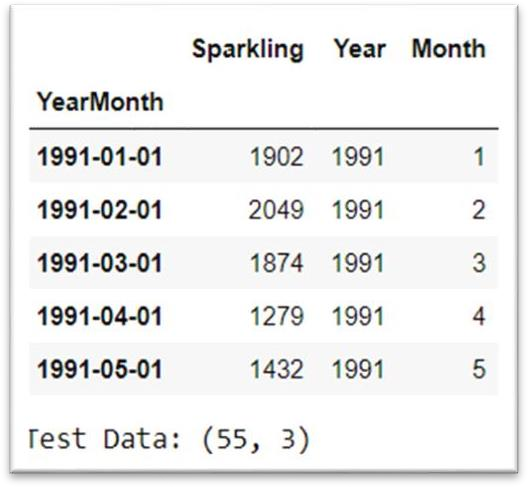 Sparkling Year Month
YearMonth
1991-01-01 1902 1991 1
1991-02-01 2049 1991 2
1991-03-01 1874 1991 3
1991-04-01 1279 1991 4
1991-05-01 1432 1991 5
Test Data: (55, 3)